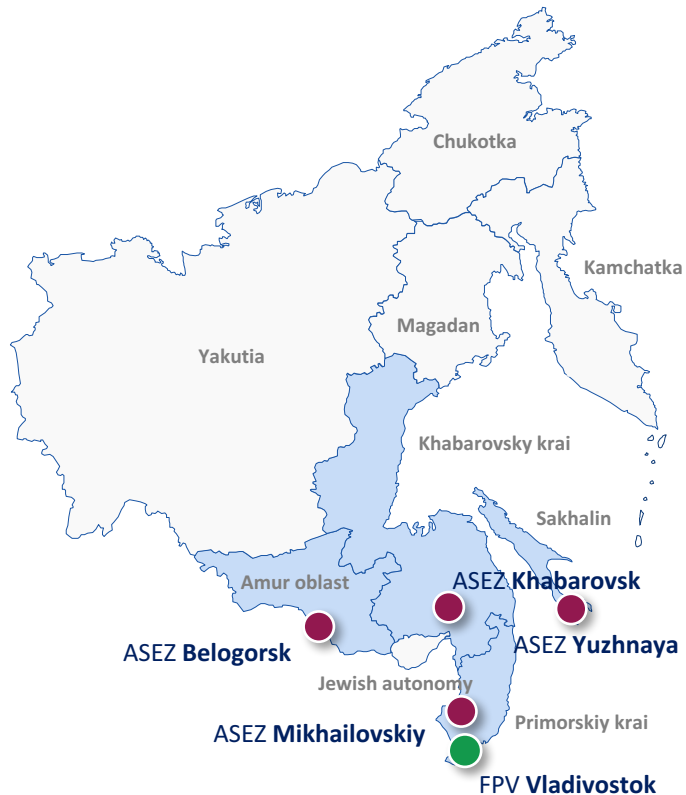 Chukotka
Kamchatka
Magadan
Yakutia
Khabarovsky krai
Sakhalin
Amur oblast
ASEZ Khabarovsk
ASEZ Yuzhnaya
ASEZ Belogorsk
Jewish autonomy
Primorskiy krai
ASEZ Mikhailovskiy
FPV Vladivostok